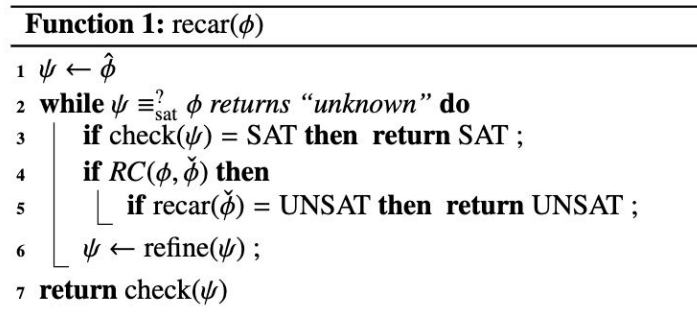 Function 1: recar(ϕ)
1 ψ ← ϕ̂
2 while ψ ≡?sat ϕ returns “unknown” do
3 if check(ψ) = SAT then return SAT ;
4 if RC(ϕ, ϕ̌) then
5 if recar(ϕ̌) = UNSAT then return UNSAT ;
6 ψ ← refine(ψ) ;
7 return check(ψ)